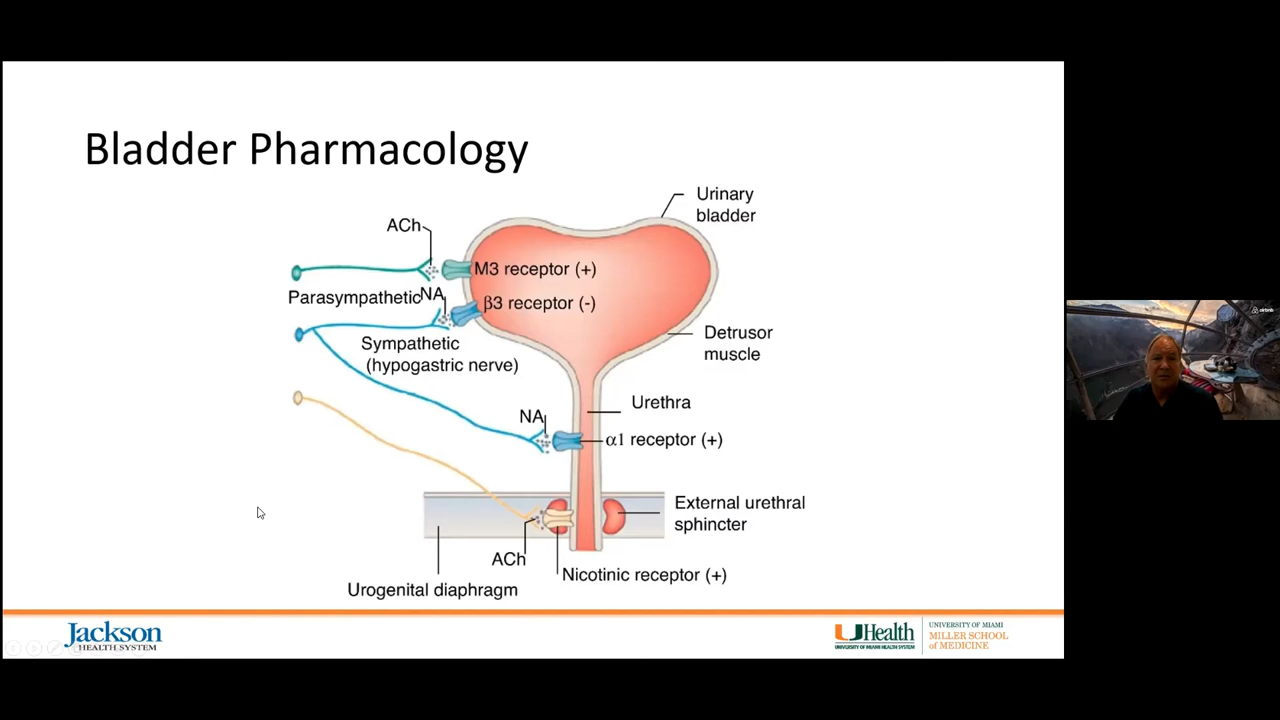 Bladder Pharmacology
Urinary
bladder
ACh
M3 receptor (+)
Parasympathetic
NA
β3 receptor (-)
Sympathetic
(hypogastric nerve)
Detrusor
muscle
Urethra
NA
α1 receptor (+)
External urethral
sphincter
ACh
Nicotinic receptor (+)
Urogenital diaphragm
Jackson
HEALTH SYSTEM
UHealth
UNIVERSITY OF MIAMI HEALTH SYSTEM
UNIVERSITY OF MIAMI
MILLER SCHOOL
of MEDICINE
airbnb